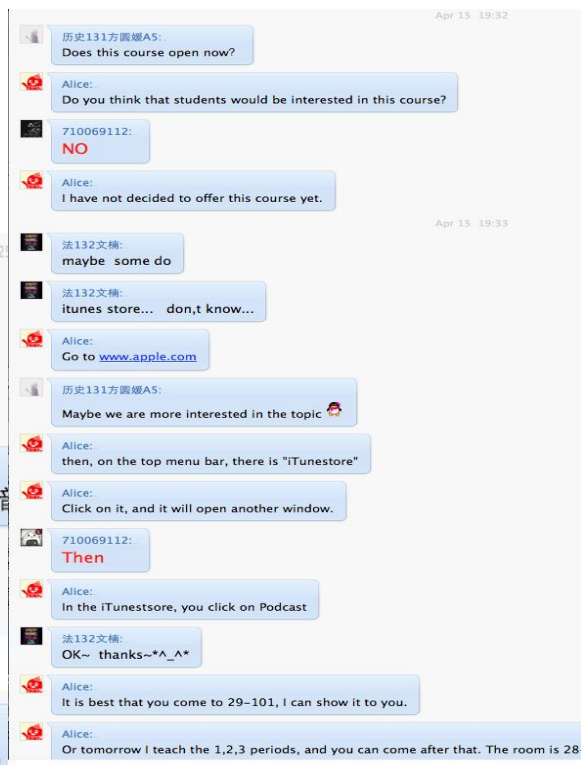 Apr 15 19:32
历史131方圆媛A5:
Does this course open now?
Alice:
Do you think that students would be interested in this course?
710069112:
NO
Alice:
I have not decided to offer this course yet.
Apr 15 19:33
法132文楠:
maybe some do
法132文楠:
itunes store... don,t know...
Alice:
Go to www.apple.com
历史131方圆媛A5:
Maybe we are more interested in the topic
Alice:
then, on the top menu bar, there is "iTunestore"
Alice:
Click on it, and it will open another window.
710069112:
Then
Alice:
In the iTunestsore, you click on Podcast
法132文楠:
OK~ thanks~*^_^*
Alice:
It is best that you come to 29-101, I can show it to you.
Alice:
Or tomorrow I teach the 1,2,3 periods, and you can come after that. The room is 28-